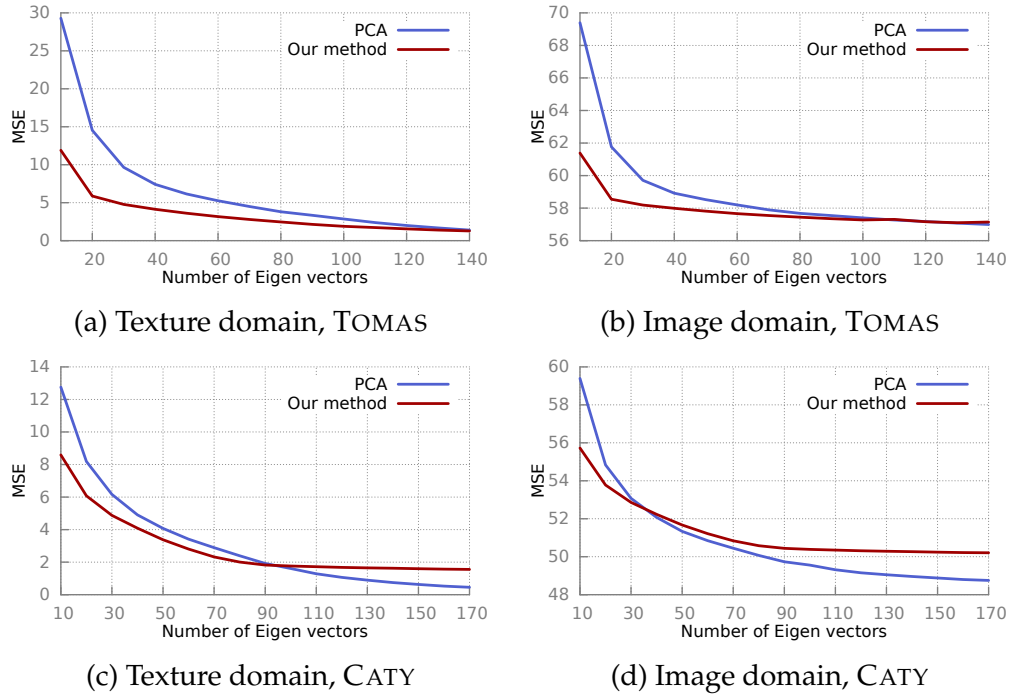 30
25
20
15
10
5
0
MSE
PCA
Our method
20 40 60 80 100 120 140
Number of Eigen vectors
(a) Texture domain, TOMAS
70
68
66
64
62
60
58
56
MSE
PCA
Our method
20 40 60 80 100 120 140
Number of Eigen vectors
(b) Image domain, TOMAS
14
12
10
8
6
4
2
0
MSE
PCA
Our method
10 30 50 70 90 110 130 150 170
Number of Eigen vectors
(c) Texture domain, CATY
60
58
56
54
52
50
48
MSE
PCA
Our method
10 30 50 70 90 110 130 150 170
Number of Eigen vectors
(d) Image domain, CATY